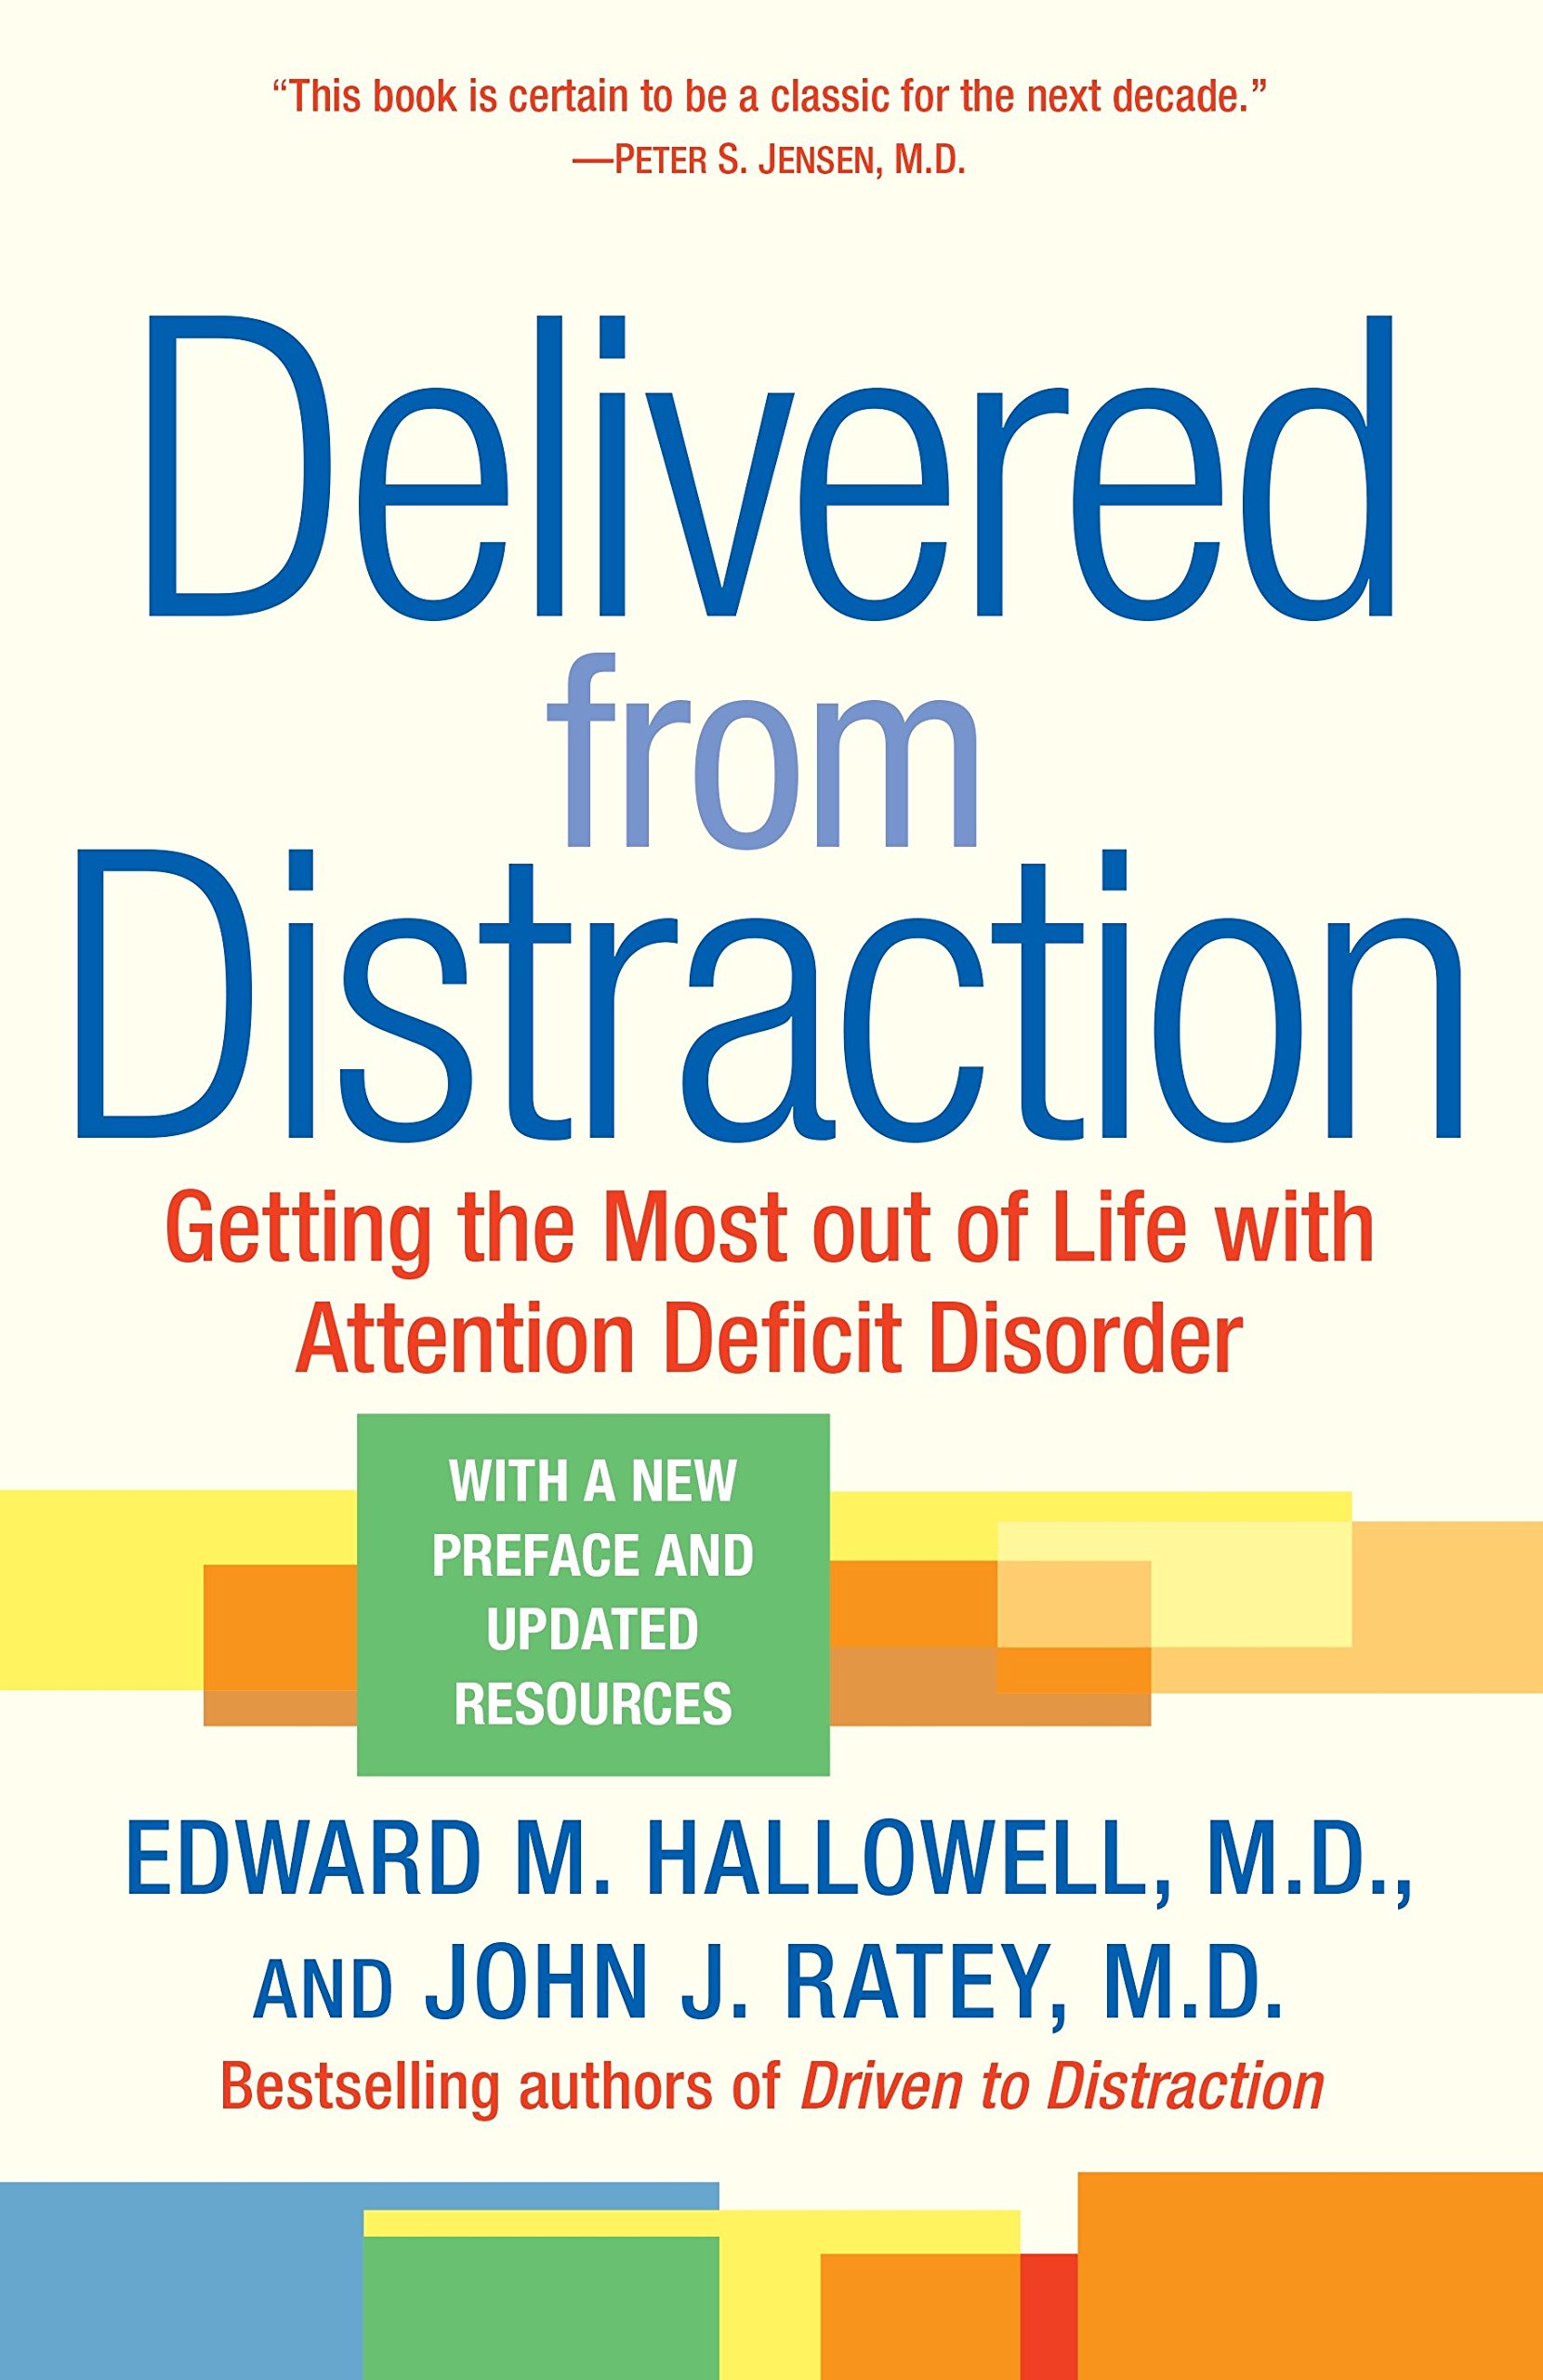 “This book is certain to be a classic for the next decade.”
—PETER S. JENSEN, M.D.
Delivered
from
Distraction
Getting the Most out of Life with
Attention Deficit Disorder
WITH A NEW
PREFACE AND
UPDATED
RESOURCES
EDWARD M. HALLOWELL, M.D.,
AND JOHN J. RATEY, M.D.
Bestselling authors of Driven to Distraction